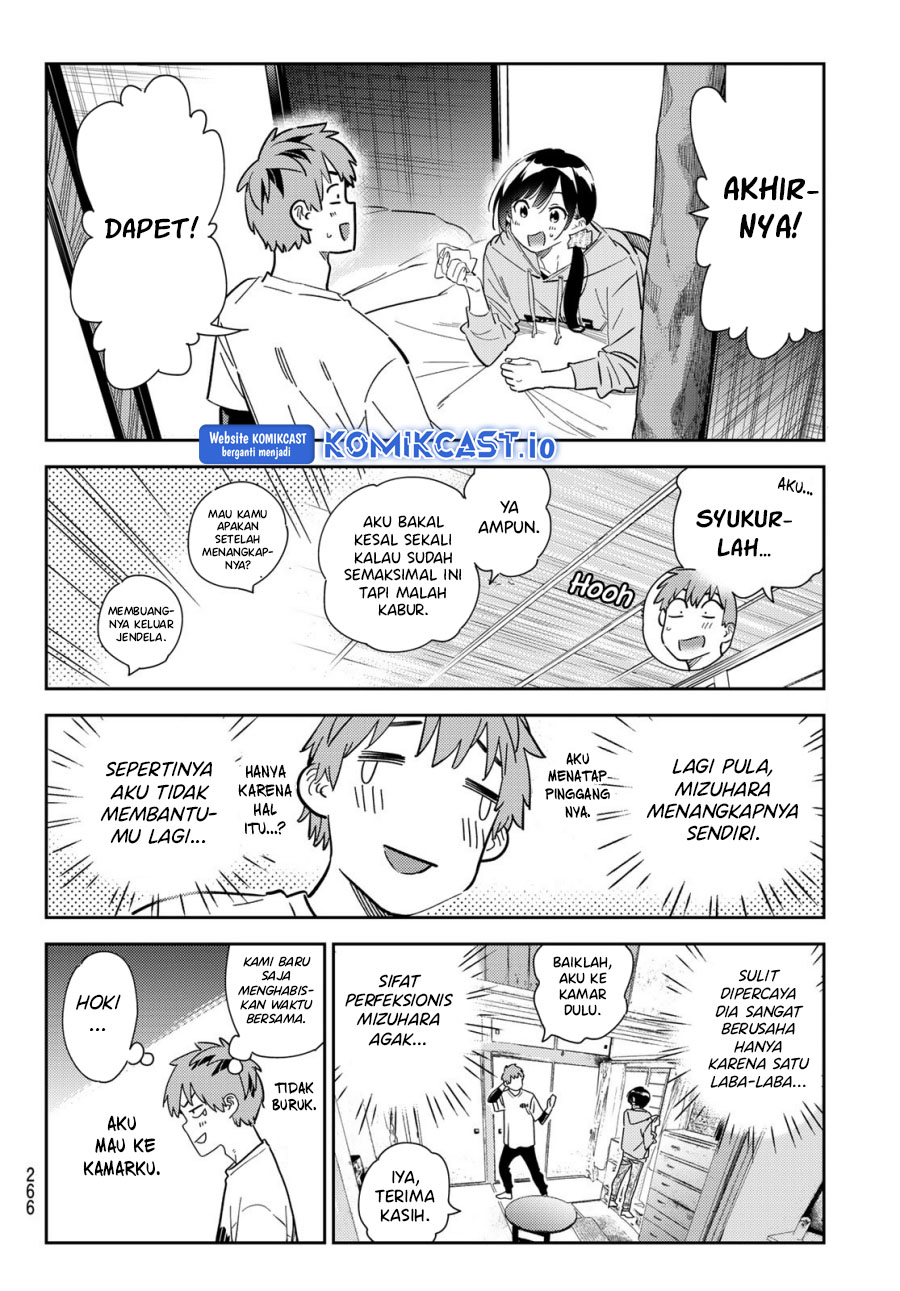 AKHIR-
NYA!
DAPET!
Website KOMIKCAST
berganti menjadi
KOMIKCAST.io
AKU...
SYUKUR-
LAH...
Hooh
YA
AMPUN.
AKU BAKAL
KESAL SEKALI
KALAU SUDAH
SEMAKSIMAL INI
TAPI MALAH
KABUR.
MAU KAMU
APAKAN
SETELAH
MENANGKAP-
NYA?
MEMBUANG-
NYA KELUAR
JENDELA.
LAGI PULA,
MIZUHARA
MENANGKAPNYA
SENDIRI.
AKU
MENATAP-
PINGGANG
NYA.
HANYA
KARENA
HAL
ITU...?
SEPERTINYA
AKU TIDAK
MEMBANTU-
MU LAGI...
SULIT
DIPERCAYA
DIA SANGAT
BERUSAHA
HANYA
KARENA SATU
LABA-LABA...
BAIKLAH,
AKU KE
KAMAR
DULU.
SIFAT
PERFEKSIONIS
MIZUHARA
AGAK...
IYA,
TERIMA
KASIH.
KAMI BARU
SAJA
MENGHABIS-
KAN WAKTU
BERSAMA.
TIDAK
BURUK.
HOKI
...
AKU
MAU KE
KAMARKU.
266